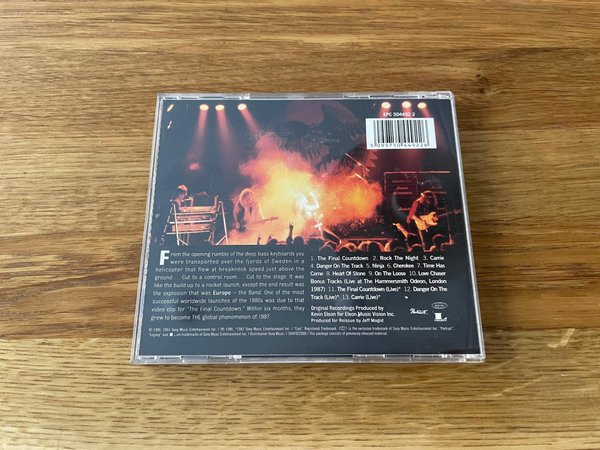 EPC 504492 2
5 099750 449226
From the opening rumble of the deep bass keyboards you
were transported over the fjords of Sweden in a
helicopter that flew at breakneck speed just above the
ground . . . Cut to a control room . . . Cut to the stage. It was
like the build-up to a rocket launch, except the end result was
the explosion that was Europe – the Band. One of the most
successful worldwide launches of the 1980s was due to that
video clip for "The Final Countdown." Within six months, they
grew to become THE global phenomenon of 1987.
1. The Final Countdown 2. Rock The Night 3. Carrie
4. Danger On The Track 5. Ninja 6. Cherokee 7. Time Has
Come 8. Heart Of Stone 9. On The Loose 10. Love Chaser
Bonus Tracks (Live at The Hammersmith Odeon, London
1987) 11. The Final Countdown (Live)* 12. Danger On The
Track (Live)* 13. Carrie (Live)*
Original Recordings Produced by
Kevin Elson for Elson Music Vision Inc.
Produced for Reissue by Jeff Magid
Portrait